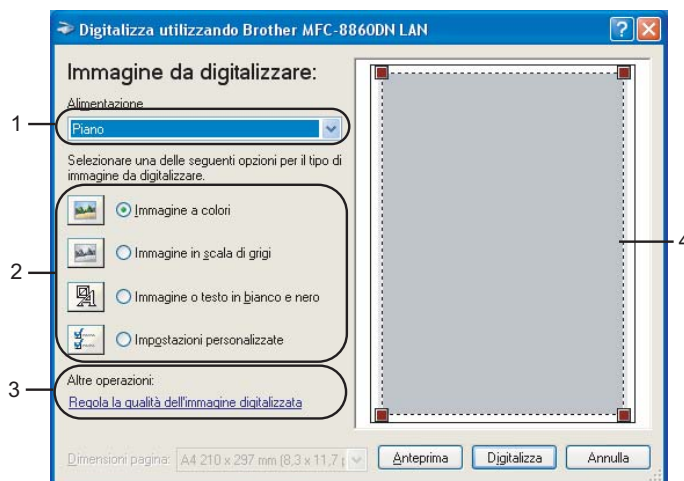 Digitalizza utilizzando Brother MFC-8860DN LAN
Immagine da digitalizzare:
Alimentazione
1
Piano
Selezionare una delle seguenti opzioni per il tipo di
immagine da digitalizzare.
2
Immagine a colori
Immagine in scala di grigi
Immagine o testo in bianco e nero
Impostazioni personalizzate
3
Altre operazioni:
Regola la qualità dell'immagine digitalizzata
4
Dimensioni pagina: A4 210 x 297 mm (8,3 x 11,7
Anteprima
Digitalizza
Annulla